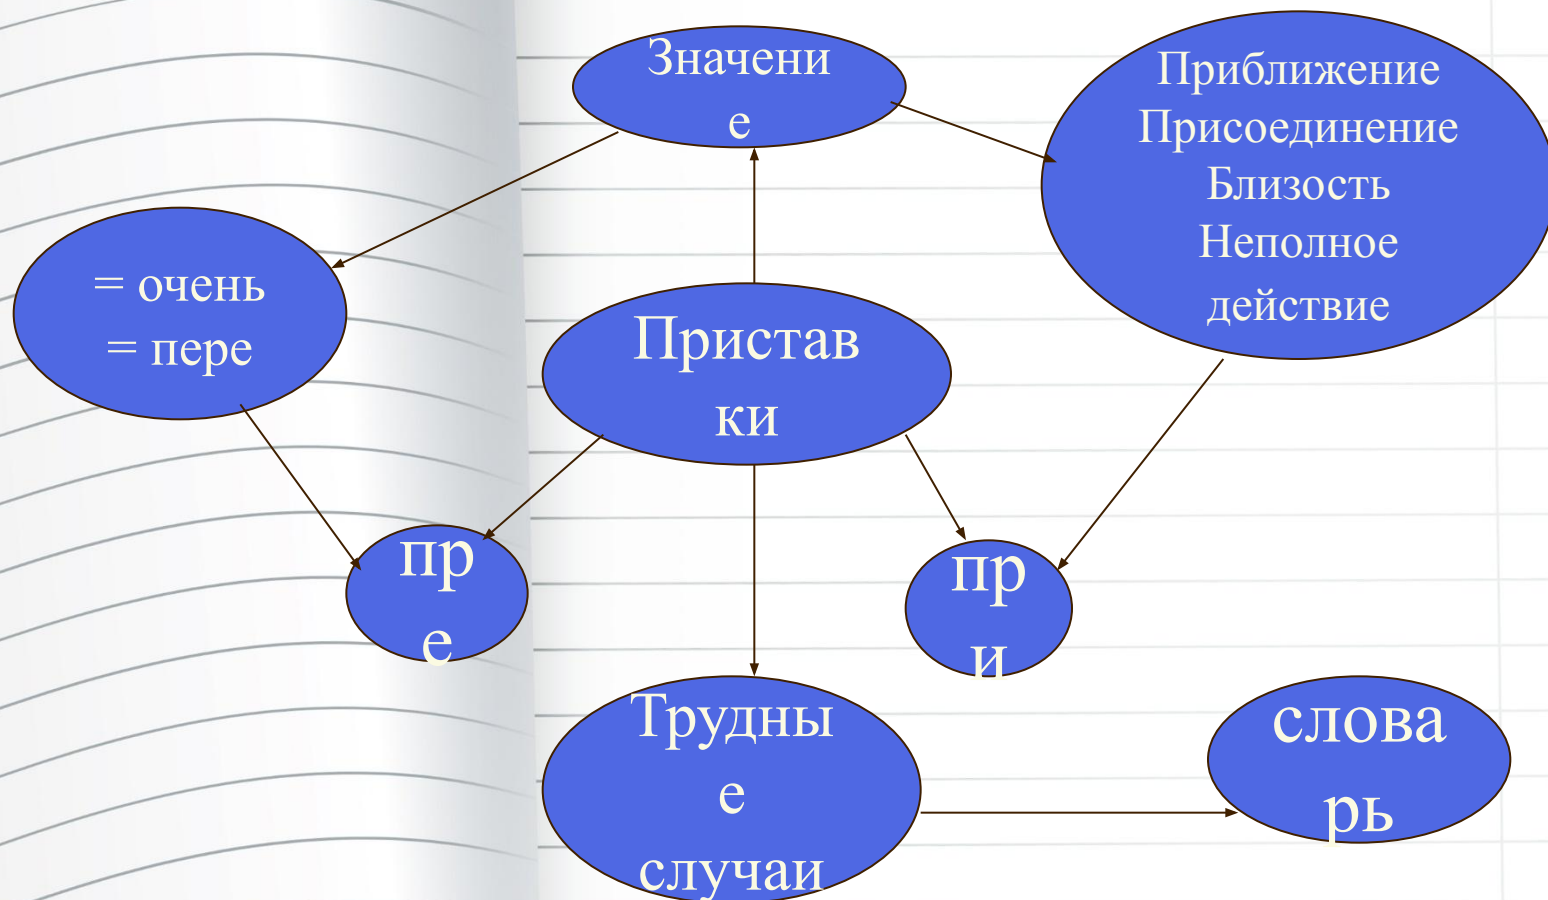 Значени
е
Приближение
Присоединение
Близость
Неполное
действие
= очень
= пере
Пристав
ки
пр
е
пр
и
Трудны
е
случаи
слова
рь